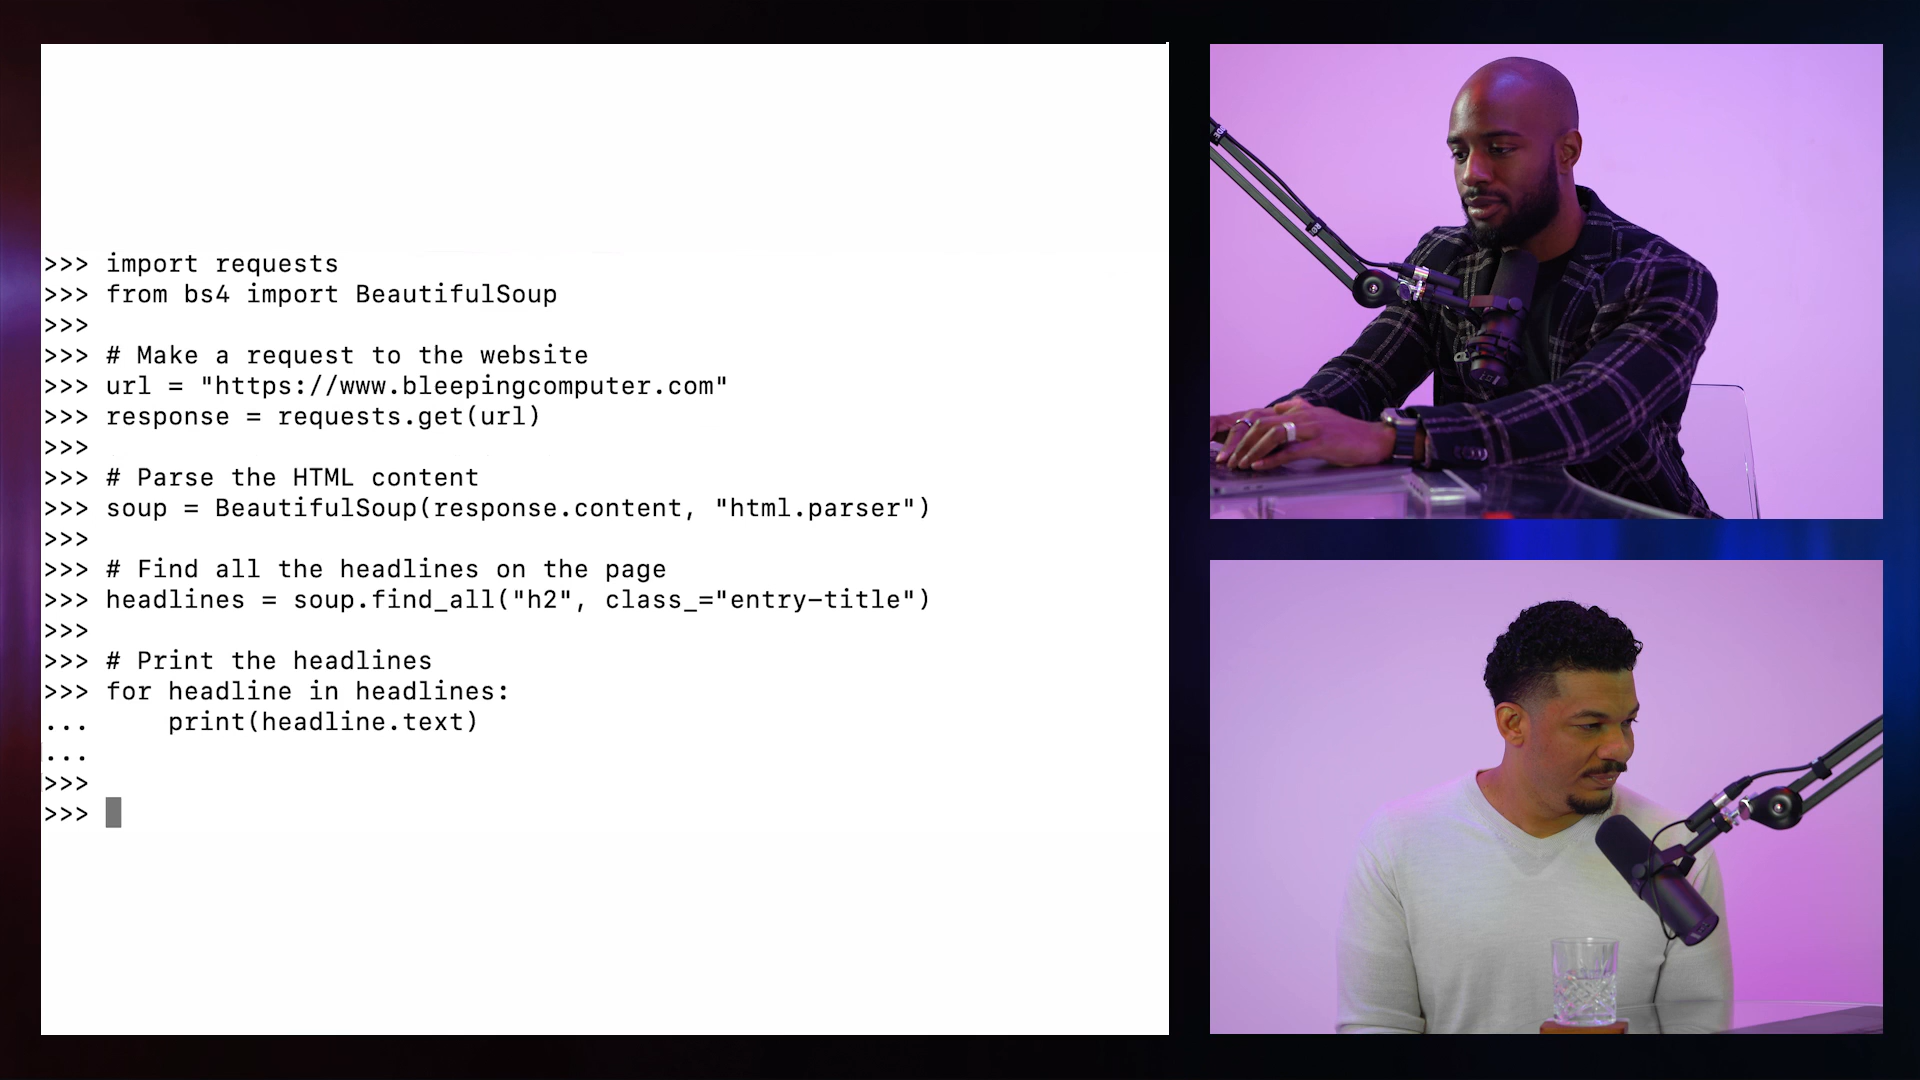 >>> import requests
>>> from bs4 import BeautifulSoup
>>>
>>> # Make a request to the website
>>> url = "https://www.bleepingcomputer.com"
>>> response = requests.get(url)
>>>
>>> # Parse the HTML content
>>> soup = BeautifulSoup(response.content, "html.parser")
>>>
>>> # Find all the headlines on the page
>>> headlines = soup.find_all("h2", class_="entry-title")
>>>
>>> # Print the headlines
>>> for headline in headlines:
...     print(headline.text)
...
>>>
>>>